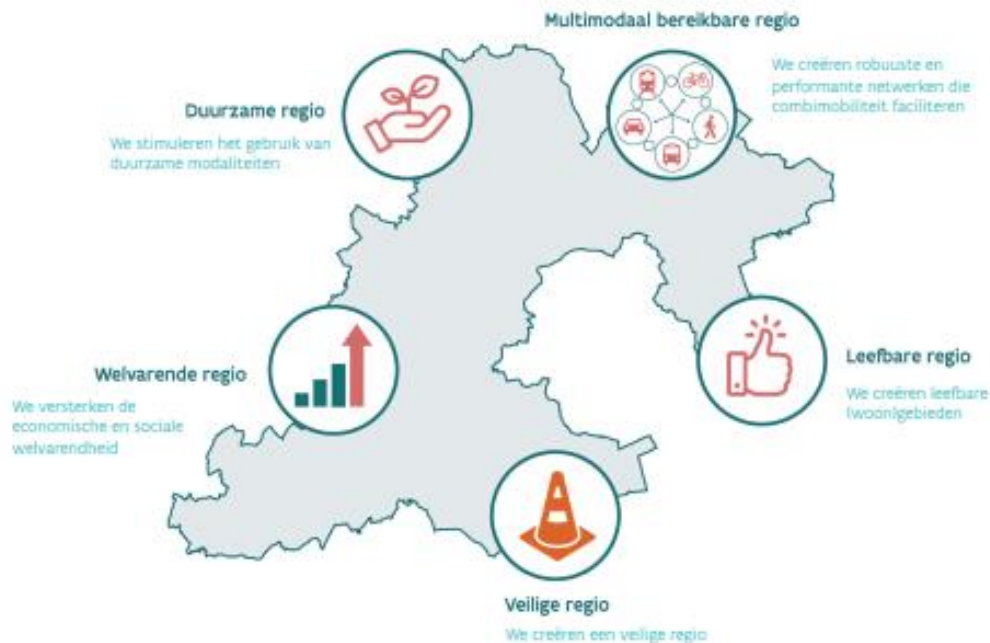 Multimodaal bereikbare regio
We creëren robuuste en
performante netwerken die
combimobiliteit faciliteren
Duurzame regio
We stimuleren het gebruik van
duurzame modaliteiten
Welvarende regio
We versterken de
economische en sociale
welvarendheid
Leefbare regio
We creëren leefbare
(woon)gebieden
Veilige regio
We creëren een veilige regio